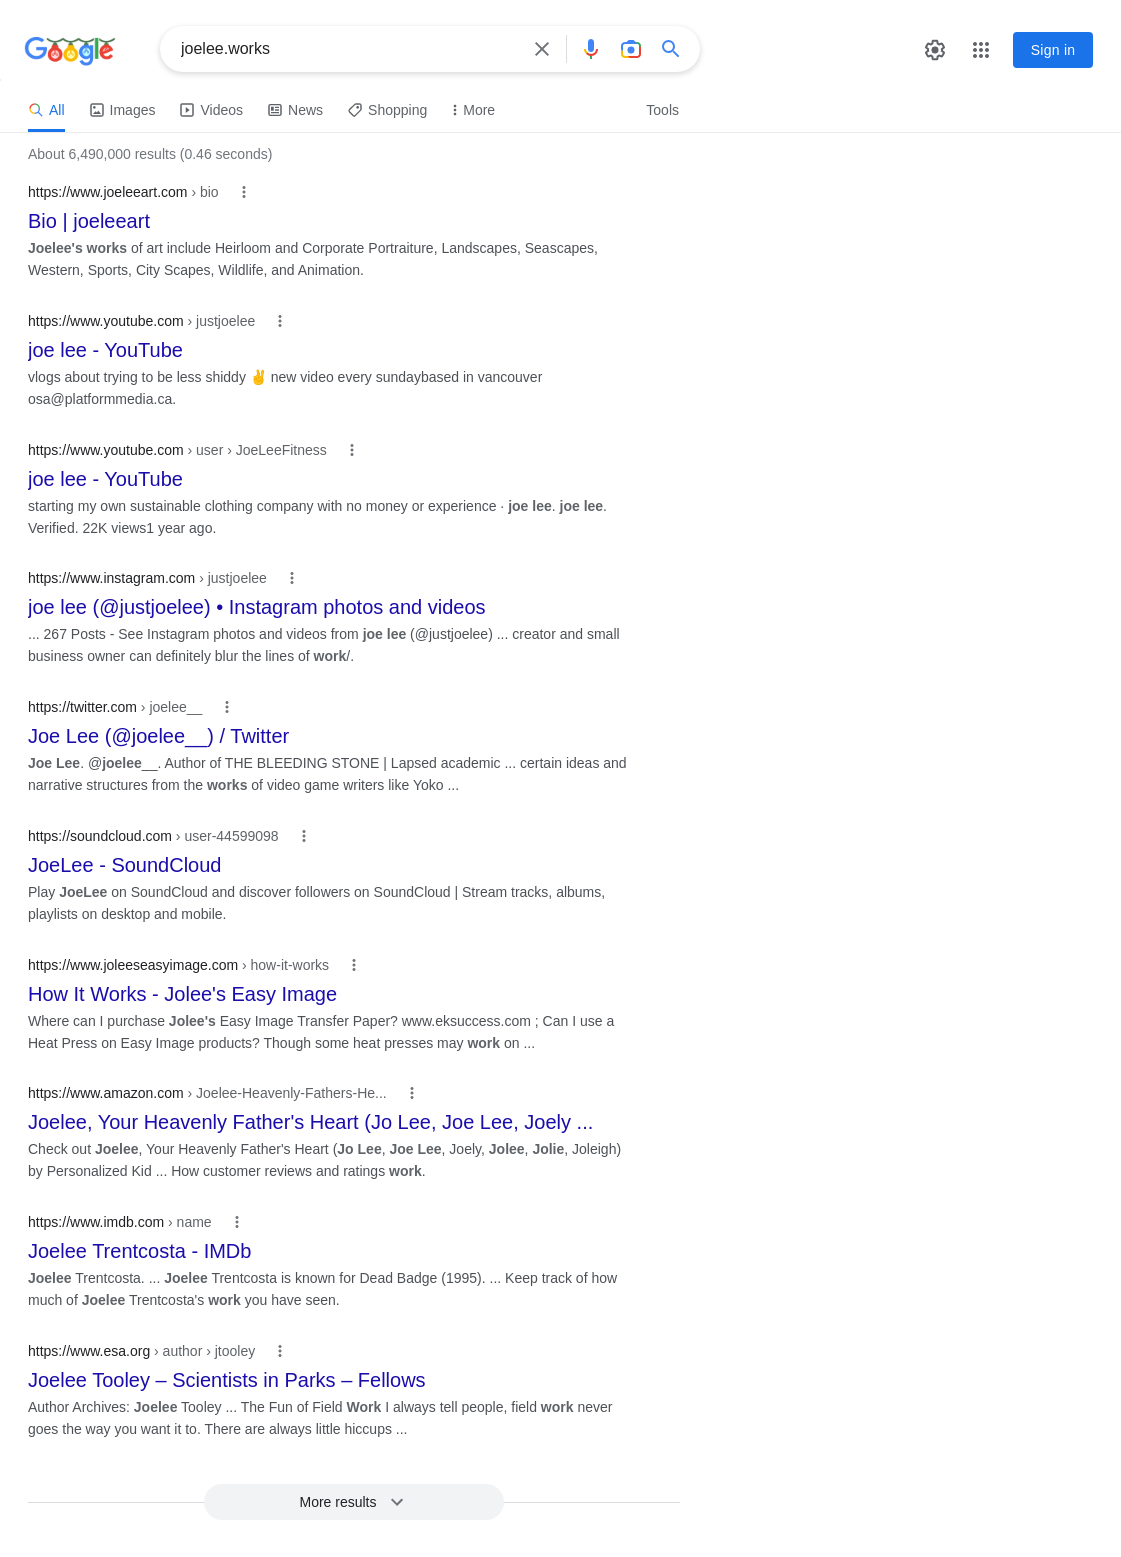 Google
joelee.works
Sign in
All
Images
Videos
News
Shopping
More
Tools
About 6,490,000 results (0.46 seconds)
https://www.joeleeart.com › bio
Bio | joeleeart
Joelee's works of art include Heirloom and Corporate Portraiture, Landscapes, Seascapes,
Western, Sports, City Scapes, Wildlife, and Animation.
https://www.youtube.com › justjoelee
joe lee - YouTube
vlogs about trying to be less shiddy ✌ new video every sundaybased in vancouver
osa@platformmedia.ca.
https://www.youtube.com › user › JoeLeeFitness
joe lee - YouTube
starting my own sustainable clothing company with no money or experience · joe lee. joe lee.
Verified. 22K views1 year ago.
https://www.instagram.com › justjoelee
joe lee (@justjoelee) • Instagram photos and videos
... 267 Posts - See Instagram photos and videos from joe lee (@justjoelee) ... creator and small
business owner can definitely blur the lines of work/.
https://twitter.com › joelee__
Joe Lee (@joelee__) / Twitter
Joe Lee. @joelee__. Author of THE BLEEDING STONE | Lapsed academic ... certain ideas and
narrative structures from the works of video game writers like Yoko ...
https://soundcloud.com › user-44599098
JoeLee - SoundCloud
Play JoeLee on SoundCloud and discover followers on SoundCloud | Stream tracks, albums,
playlists on desktop and mobile.
https://www.joleeseasyimage.com › how-it-works
How It Works - Jolee's Easy Image
Where can I purchase Jolee's Easy Image Transfer Paper? www.eksuccess.com ; Can I use a
Heat Press on Easy Image products? Though some heat presses may work on ...
https://www.amazon.com › Joelee-Heavenly-Fathers-He...
Joelee, Your Heavenly Father's Heart (Jo Lee, Joe Lee, Joely ...
Check out Joelee, Your Heavenly Father's Heart (Jo Lee, Joe Lee, Joely, Jolee, Jolie, Joleigh)
by Personalized Kid ... How customer reviews and ratings work.
https://www.imdb.com › name
Joelee Trentcosta - IMDb
Joelee Trentcosta. ... Joelee Trentcosta is known for Dead Badge (1995). ... Keep track of how
much of Joelee Trentcosta's work you have seen.
https://www.esa.org › author › jtooley
Joelee Tooley – Scientists in Parks – Fellows
Author Archives: Joelee Tooley ... The Fun of Field Work I always tell people, field work never
goes the way you want it to. There are always little hiccups ...
More results